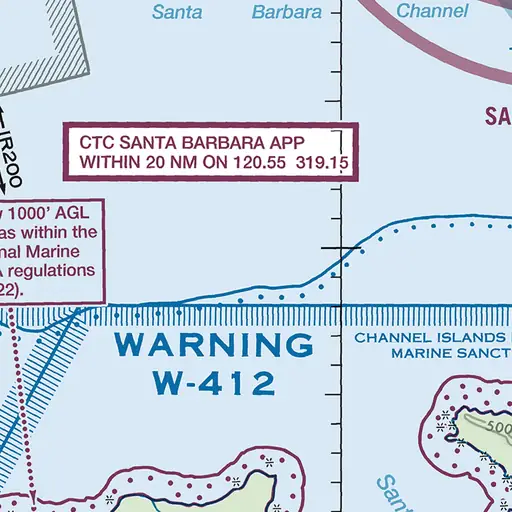 Santa Barbara Channel
SA
IR200
CTC SANTA BARBARA APP
WITHIN 20 NM ON 120.55 319.15
1000' AGL
as within the
nal Marine
A regulations
22).
WARNING
W-412
CHANNEL ISLANDS
MARINE SANCT
500
San